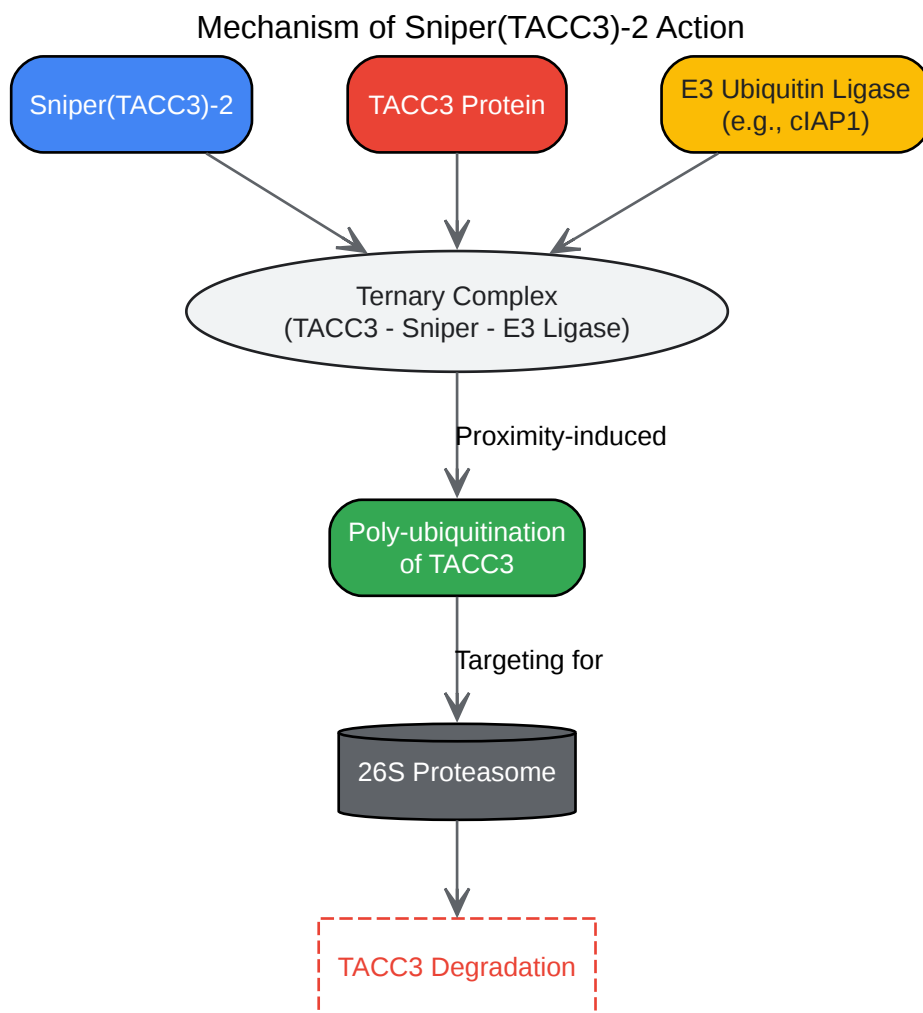 Mechanism of Sniper(TACC3)-2 Action
Sniper(TACC3)-2
TACC3 Protein
E3 Ubiquitin Ligase
(e.g., cIAP1)
Ternary Complex
(TACC3 - Sniper - E3 Ligase)
Proximity-induced
Poly-ubiquitination
of TACC3
Targeting for
26S Proteasome
TACC3 Degradation